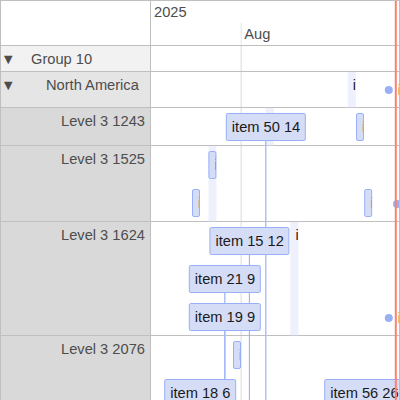 2025
Aug
▼ Group 10
▼ North America
i
Level 3 1243
item 50 14
Level 3 1525
Level 3 1624
item 15 12
i
item 21 9
item 19 9
Level 3 2076
item 18 6
item 56 26